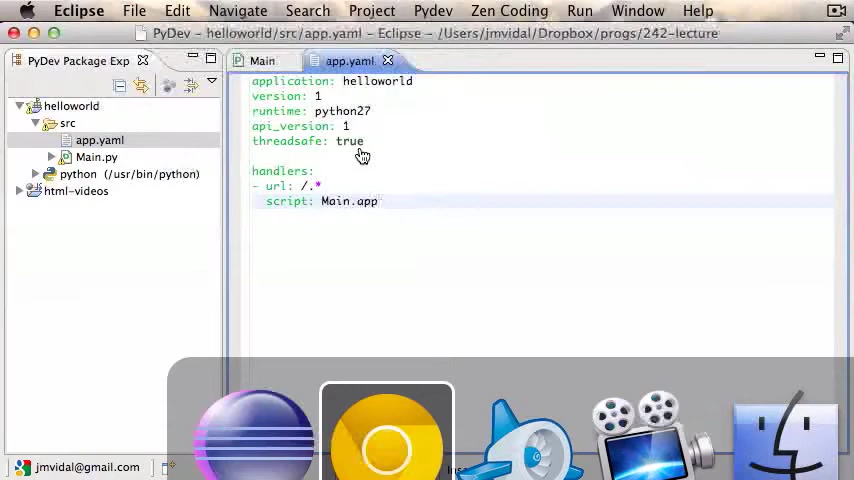 Eclipse File Edit Navigate Search Project Pydev Zen Coding Run Window Help
PyDev - helloworld/src/app.yaml - Eclipse - /Users/jmvidal/Dropbox/progs/242-lecture
PyDev Package Exp
Main
app.yaml
helloworld
src
app.yaml
Main.py
python (/usr/bin/python)
html-videos
application: helloworld
version: 1
runtime: python27
api_version: 1
threadsafe: true
handlers:
- url: /.*
script: Main.app
jmvidal@gmail.com